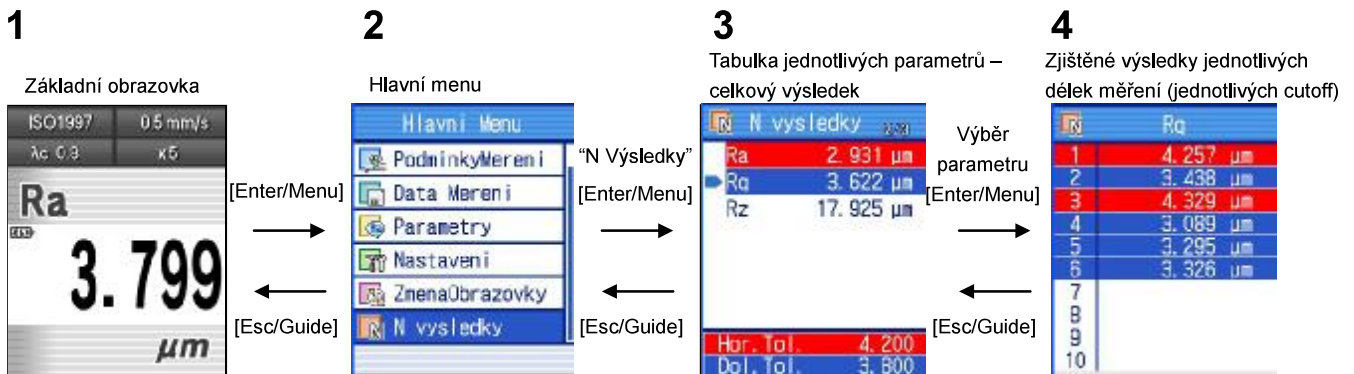 1
Základní obrazovka
ISO1997 0.5 mm/s
λc 0.8 x5
Ra
3.799
µm
[Enter/Menu]
[Esc/Guide]
2
Hlavní menu
Hlavni Menu
PodminkyMereni
Data Mereni
Parametry
Nastaveni
ZmenaObrazovky
N vysledky
“N Výsledky”
[Enter/Menu]
[Esc/Guide]
3
Tabulka jednotlivých parametrů –
celkový výsledek
N vysledky
Ra 2.931 µm
Rq 3.622 µm
Rz 17.925 µm
Hor.Tol. 4.200
Dol.Tol. 3.800
Výběr
parametru
[Enter/Menu]
[Esc/Guide]
4
Zjištěné výsledky jednotlivých
délek měření (jednotlivých cutoff)
Rq
1 4.257 µm
2 3.438 µm
3 4.329 µm
4 3.089 µm
5 3.295 µm
6 3.326 µm
7
8
9
10